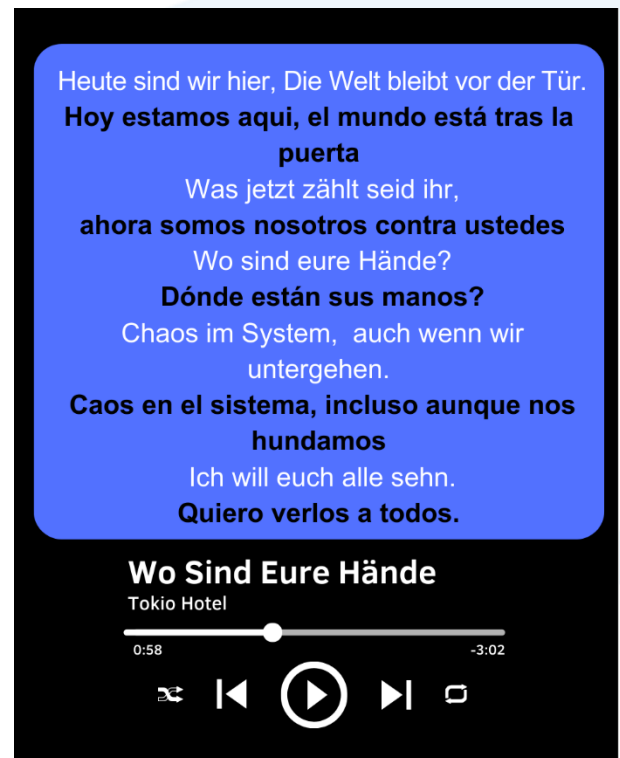 Heute sind wir hier, Die Welt bleibt vor der Tür.
Hoy estamos aqui, el mundo está tras la
puerta
Was jetzt zählt seid ihr,
ahora somos nosotros contra ustedes
Wo sind eure Hände?
Dónde están sus manos?
Chaos im System,  auch wenn wir
untergehen.
Caos en el sistema, incluso aunque nos
hundamos
Ich will euch alle sehn.
Quiero verlos a todos.
Wo Sind Eure Hände
Tokio Hotel
0:58 -3:02